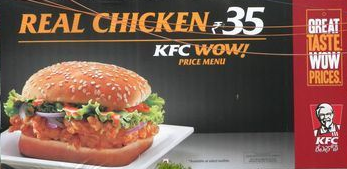 REAL CHICKEN ₹35
KFC WOW!
PRICE MENU
GREAT
TASTE.
WOW
PRICES.
KFC